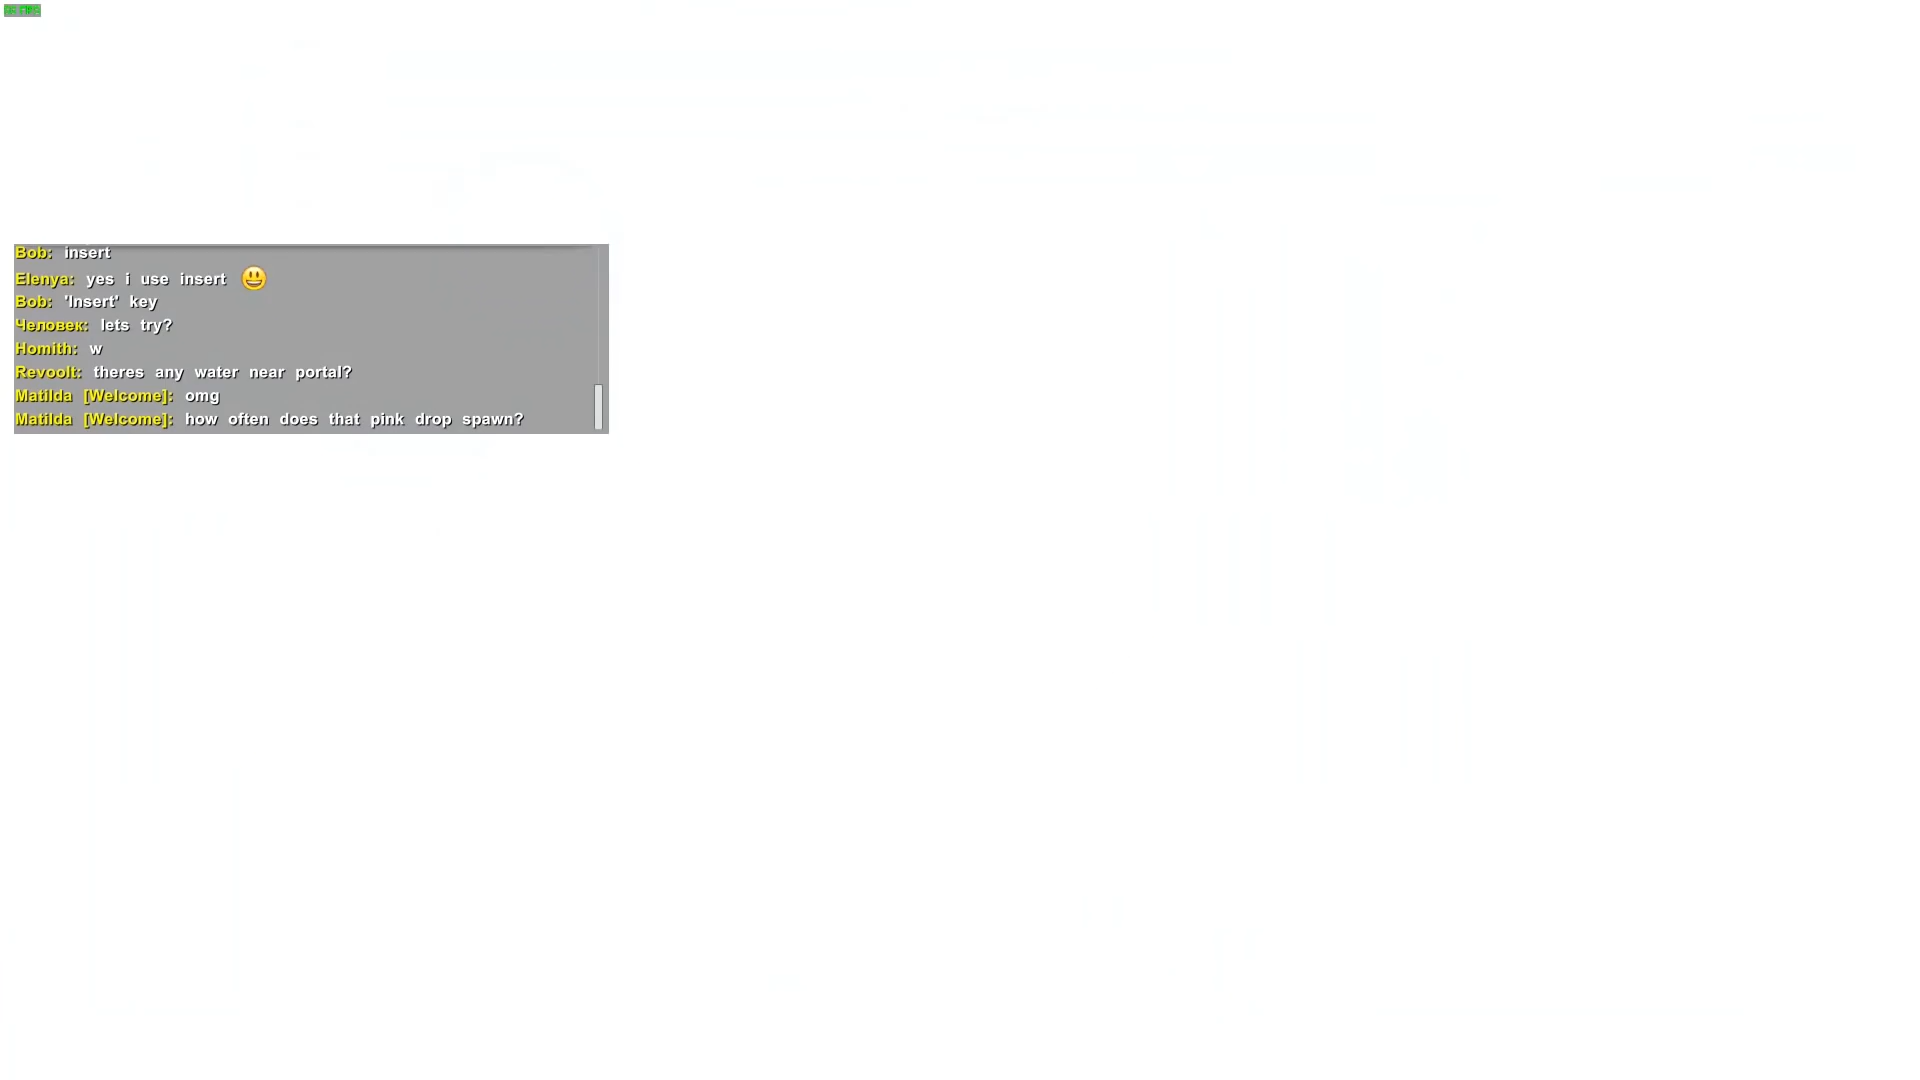 Bob: insert
Elenya: yes i use insert 😃
Bob: 'Insert' key
Человек: lets try?
Homith: w
Revoolt: theres any water near portal?
Matilda [Welcome]: omg
Matilda [Welcome]: how often does that pink drop spawn?